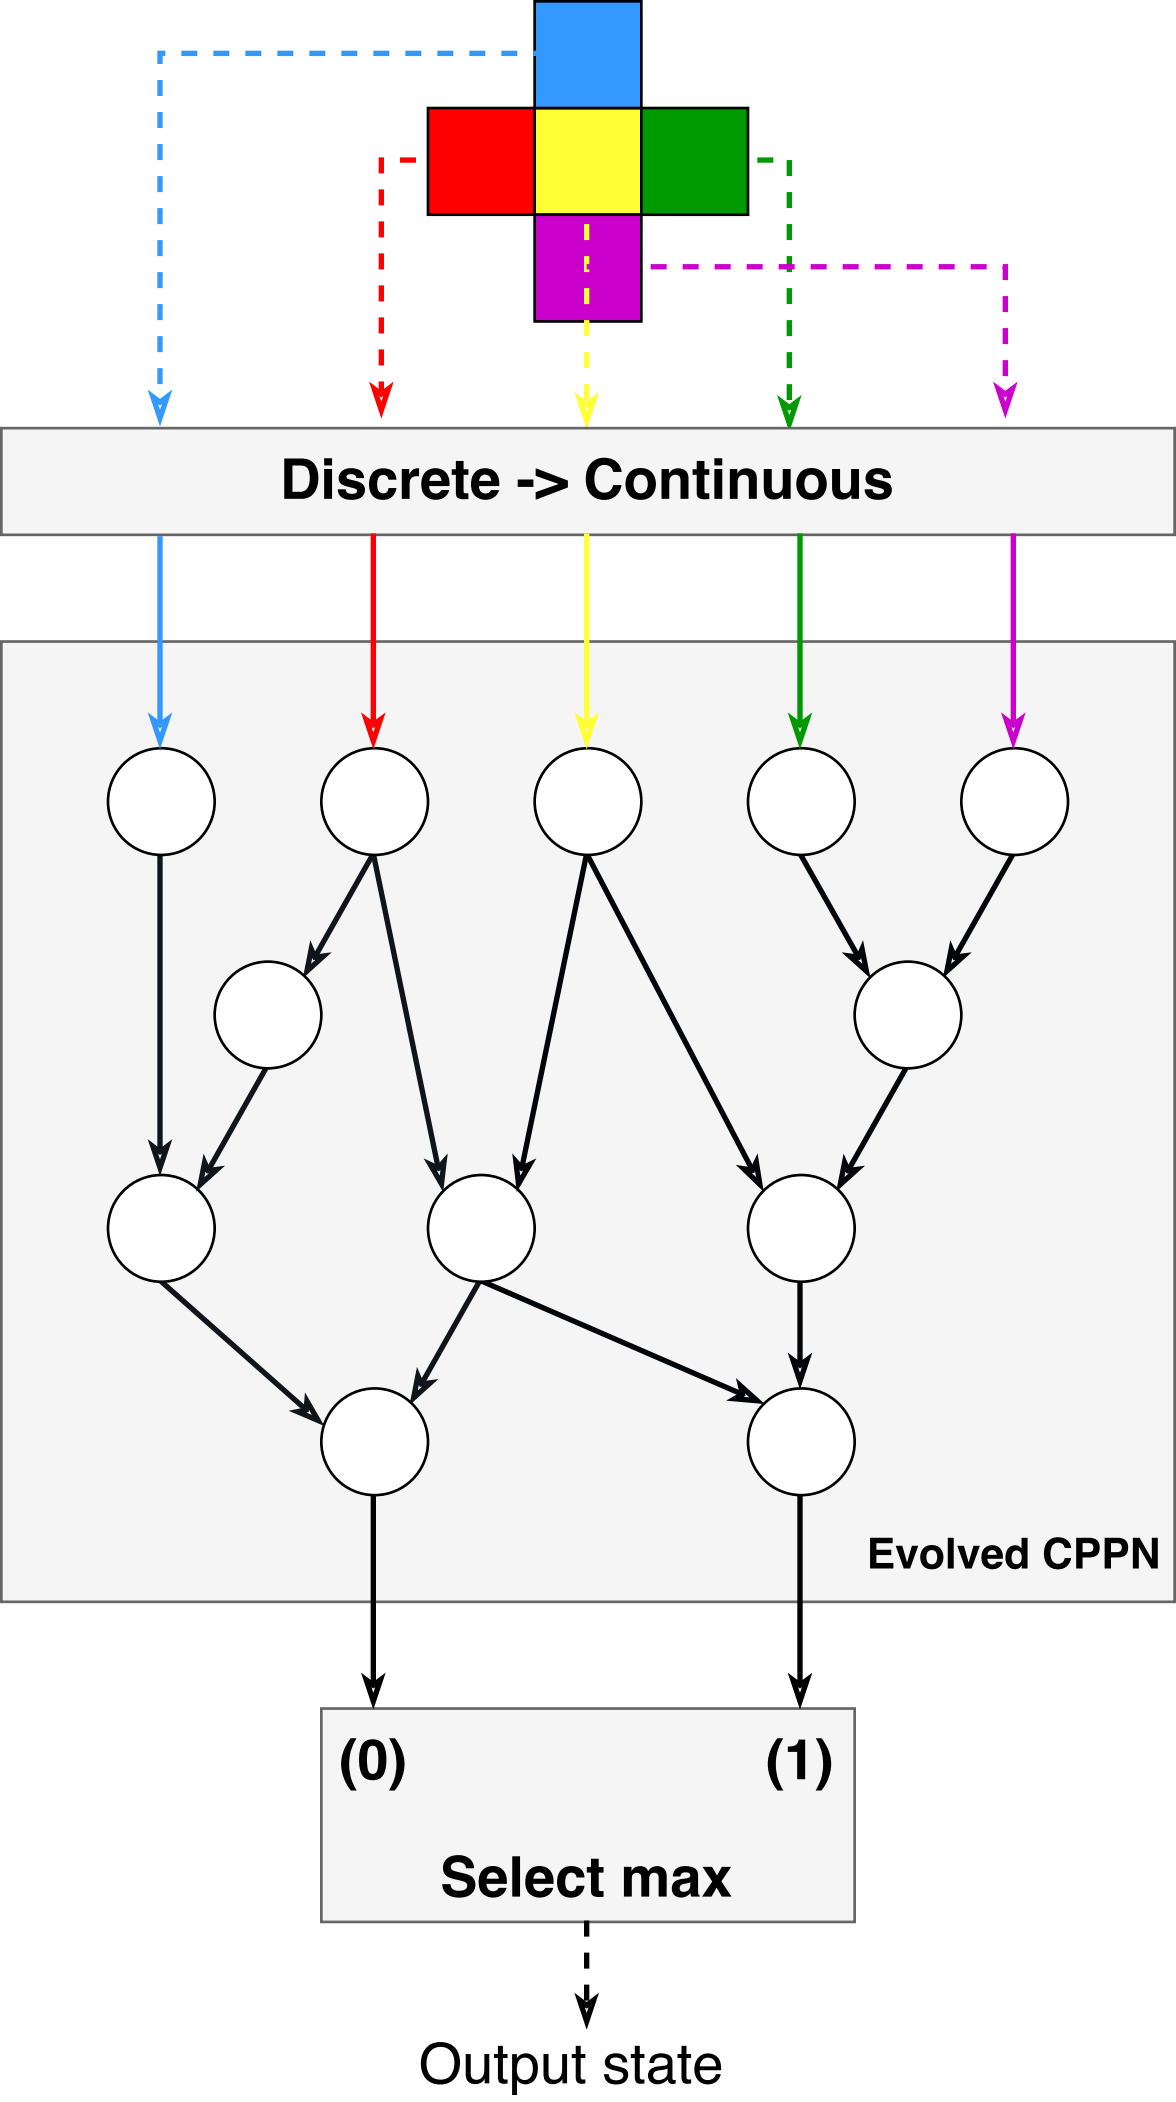 Discrete -> Continuous
Evolved CPPN
(0) (1)
Select max
Output state